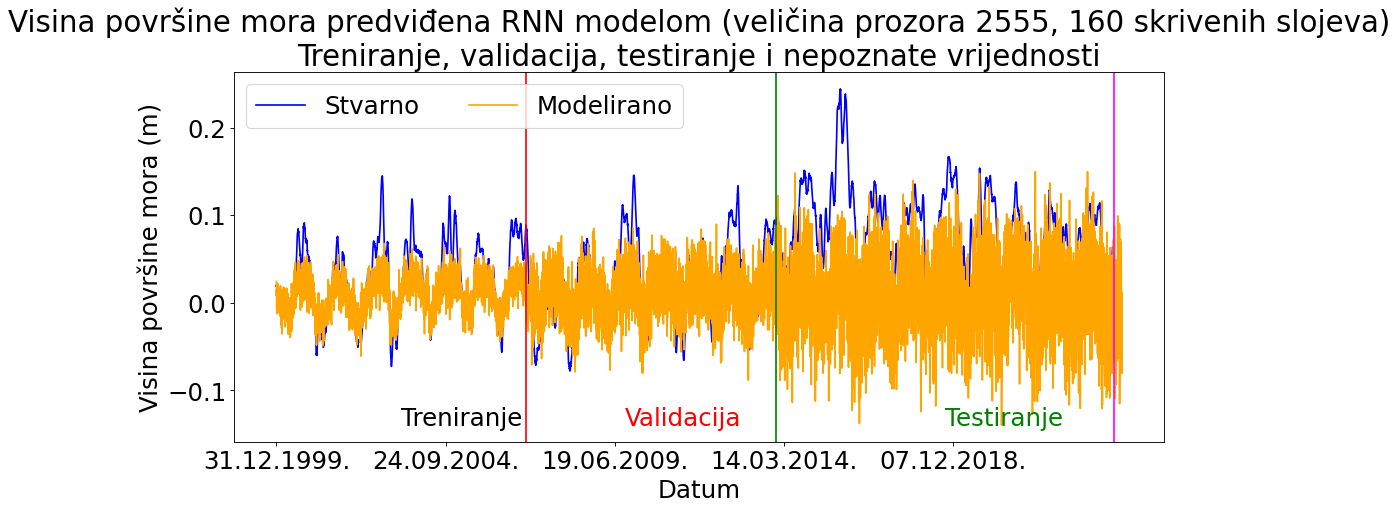 Visina površine mora predviđena RNN modelom (veličina prozora 2555, 160 skrivenih slojeva)
Treniranje, validacija, testiranje i nepoznate vrijednosti
Stvarno
Modelirano
Visina površine mora (m)
0.2
0.1
0.0
−0.1
Treniranje
Validacija
Testiranje
31.12.1999.
24.09.2004.
19.06.2009.
14.03.2014.
07.12.2018.
Datum